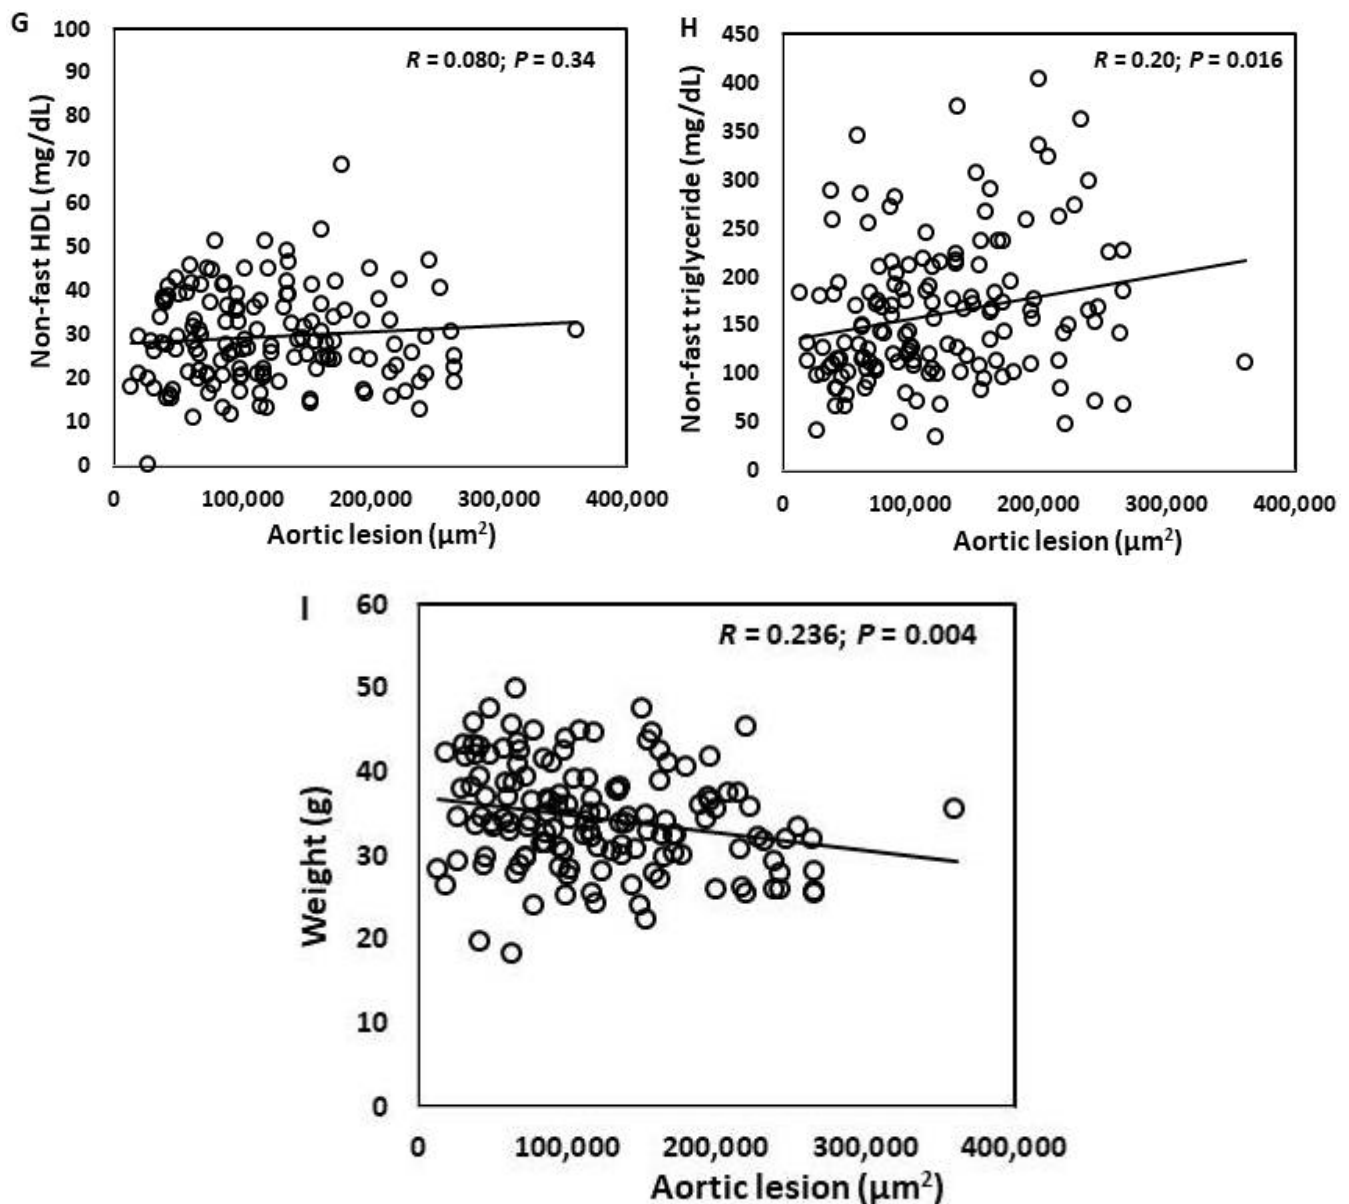 G
100
90
80
70
60
50
40
30
20
10
0
Non-fast HDL (mg/dL)
R = 0.080; P = 0.34
0 100,000 200,000 300,000 400,000
Aortic lesion (µm²)
H
450
400
350
300
250
200
150
100
50
0
Non-fast triglyceride (mg/dL)
R = 0.20; P = 0.016
0 100,000 200,000 300,000 400,000
Aortic lesion (µm²)
I
60
50
40
30
20
10
0
Weight (g)
R = 0.236; P = 0.004
0 100,000 200,000 300,000 400,000
Aortic lesion (µm²)